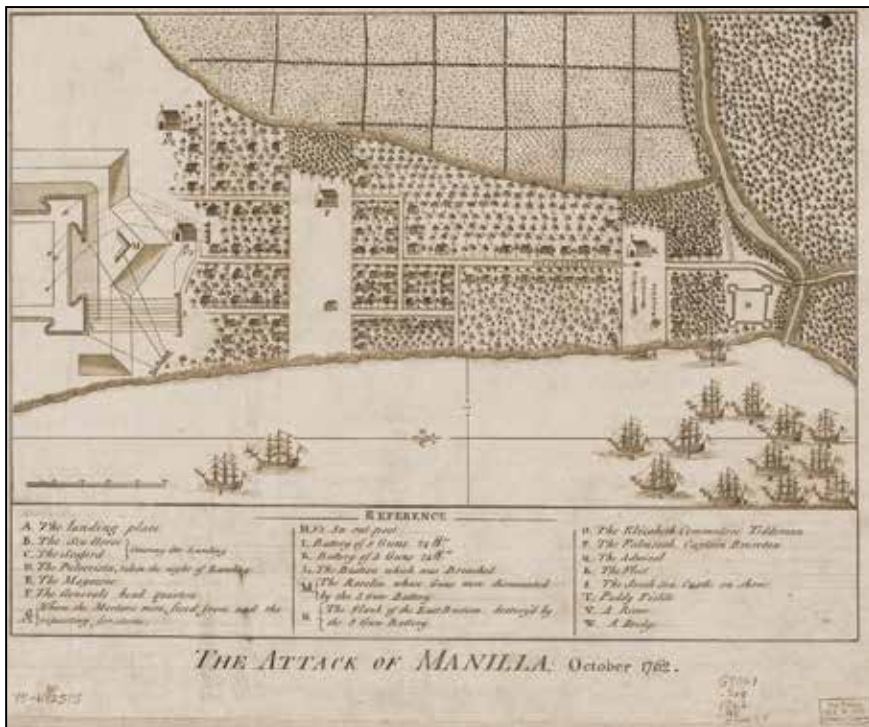 REFERENCE
A. The landing place
B. The Sea Horse
C. The Seaford
covering the Landing
D. The Polverista, taken the night of Landing
E. The Magazine
F. The Generals head quarters
G. Where the Mortars were fired from and the
H. V: An out post
I. Battery of 8 Guns 24
K. Battery of 3 Guns 24
L. The Bastion which was Breached
M. The Ravelin whose Guns were dismounted
by the 3 Gun Battery
N. The Flank of the East Bastion destroy'd by
the 8 Gun Battery
O. The Elizabeth Commodore Tiddeman
P. The Falmouth Captain Brereton
The Admiral
R. The Fleet
S. The South Sea Castle on shore
T. Paddy Fields
V. A River
W. A Bridge
THE ATTACK OF MANILLA, October 1762.